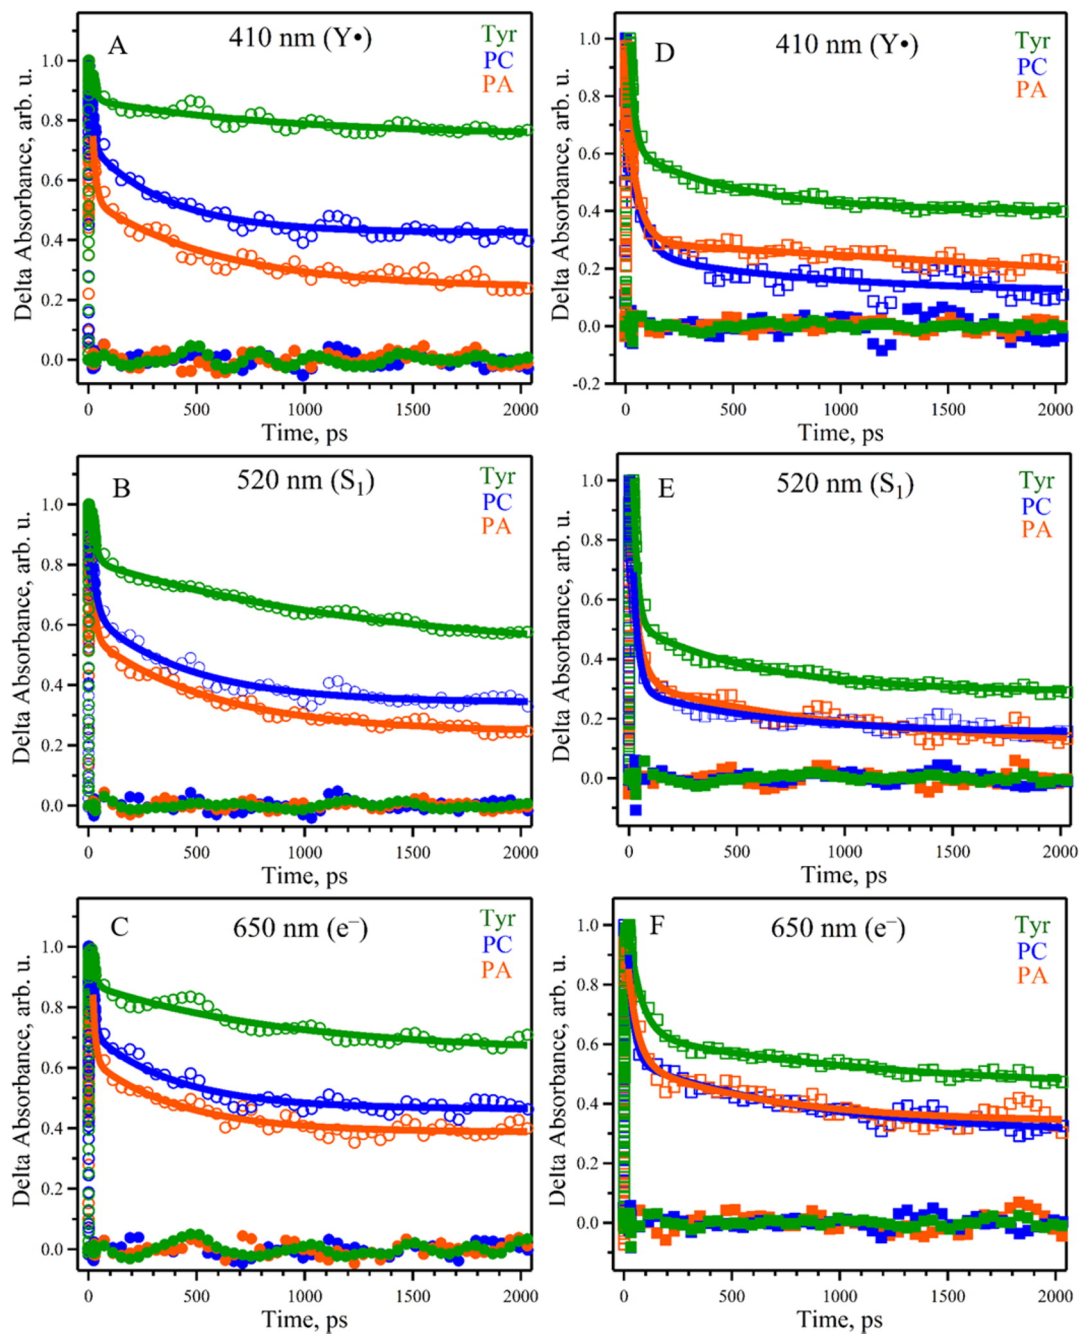 A
410 nm (Y•)
Tyr
PC
PA
Delta Absorbance, arb. u.
1.0
0.8
0.6
0.4
0.2
0.0
0
500
1000
1500
2000
Time, ps
D
410 nm (Y•)
Tyr
PC
PA
Delta Absorbance, arb. u.
1.0
0.8
0.6
0.4
0.2
0.0
-0.2
0
500
1000
1500
2000
Time, ps
B
520 nm (S₁)
Tyr
PC
PA
Delta Absorbance, arb. u.
1.0
0.8
0.6
0.4
0.2
0.0
0
500
1000
1500
2000
Time, ps
E
520 nm (S₁)
Tyr
PC
PA
Delta Absorbance, arb. u.
1.0
0.8
0.6
0.4
0.2
0.0
0
500
1000
1500
2000
Time, ps
C
650 nm (e⁻)
Tyr
PC
PA
Delta Absorbance, arb. u.
1.0
0.8
0.6
0.4
0.2
0.0
0
500
1000
1500
2000
Time, ps
F
650 nm (e⁻)
Tyr
PC
PA
Delta Absorbance, arb. u.
1.0
0.8
0.6
0.4
0.2
0.0
0
500
1000
1500
2000
Time, ps